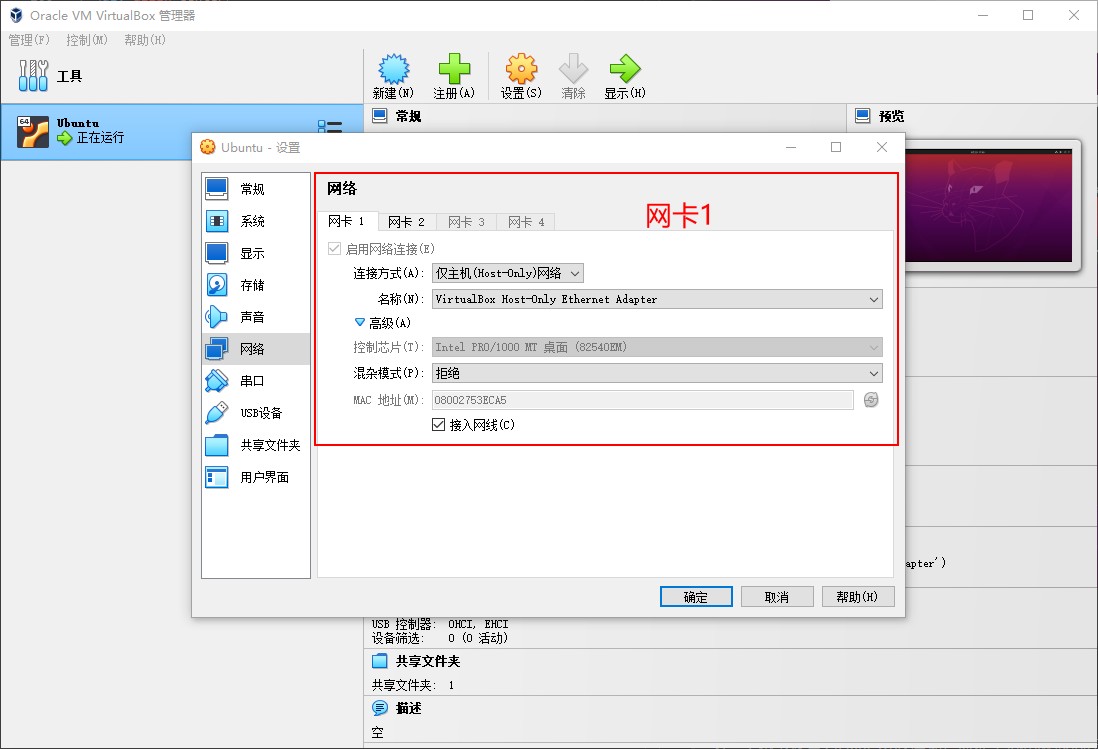 Oracle VM VirtualBox 管理器
管理(F) 控制(M) 帮助(H)
工具
新建(N) 注册(A) 设置(S) 清除 显示(H)
64
Ubuntu
正在运行
常规
预览
Ubuntu - 设置
常规
系统
显示
存储
声音
网络
串口
USB设备
共享文件夹
用户界面
网络
网卡 1 网卡 2 网卡 3 网卡 4
网卡1
启用网络连接(E)
连接方式(A): 仅主机(Host-Only)网络
名称(N): VirtualBox Host-Only Ethernet Adapter
高级(A)
控制芯片(T): Intel PRO/1000 MT 桌面 (82540EM)
混杂模式(P): 拒绝
MAC 地址(M): 08002753ECA5
接入网线(C)
apter')
确定 取消 帮助(H)
USB 控制器: OHCI, EHCI
设备筛选: 0 (0 活动)
共享文件夹
共享文件夹: 1
描述
空